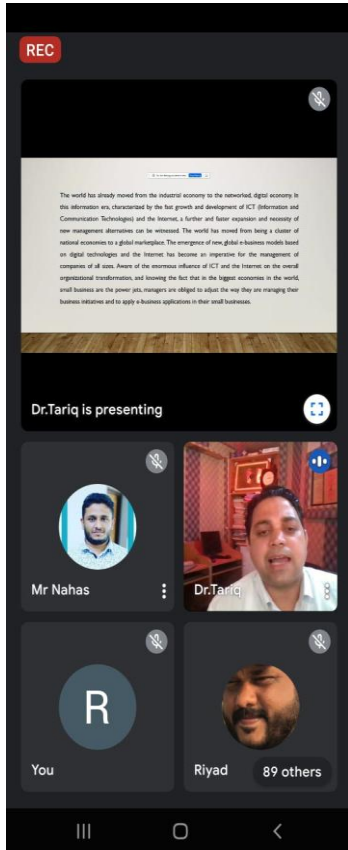 REC
The world has already moved from the industrial economy to the networked, digital economy. In
this information era, characterized by the fast growth and development of ICT (Information and
Communication Technologies) and the Internet, a further and faster expansion and necessity of
new management alternatives can be witnessed. The world has moved from being a cluster of
national economies to a global marketplace. The emergence of new, global e-business models based
on digital technologies and the Internet has become an imperative for the management of
companies of all sizes. Aware of the enormous influence of ICT and the Internet on the overall
organizational transformation, and knowing the fact that in the biggest economies in the world,
small business are the power jets, managers are obliged to adjust the way they are managing their
business initiatives and to apply e-business applications in their small businesses.
Dr.Tariq is presenting
Mr Nahas
Dr.Tariq
R
You
Riyad
89 others